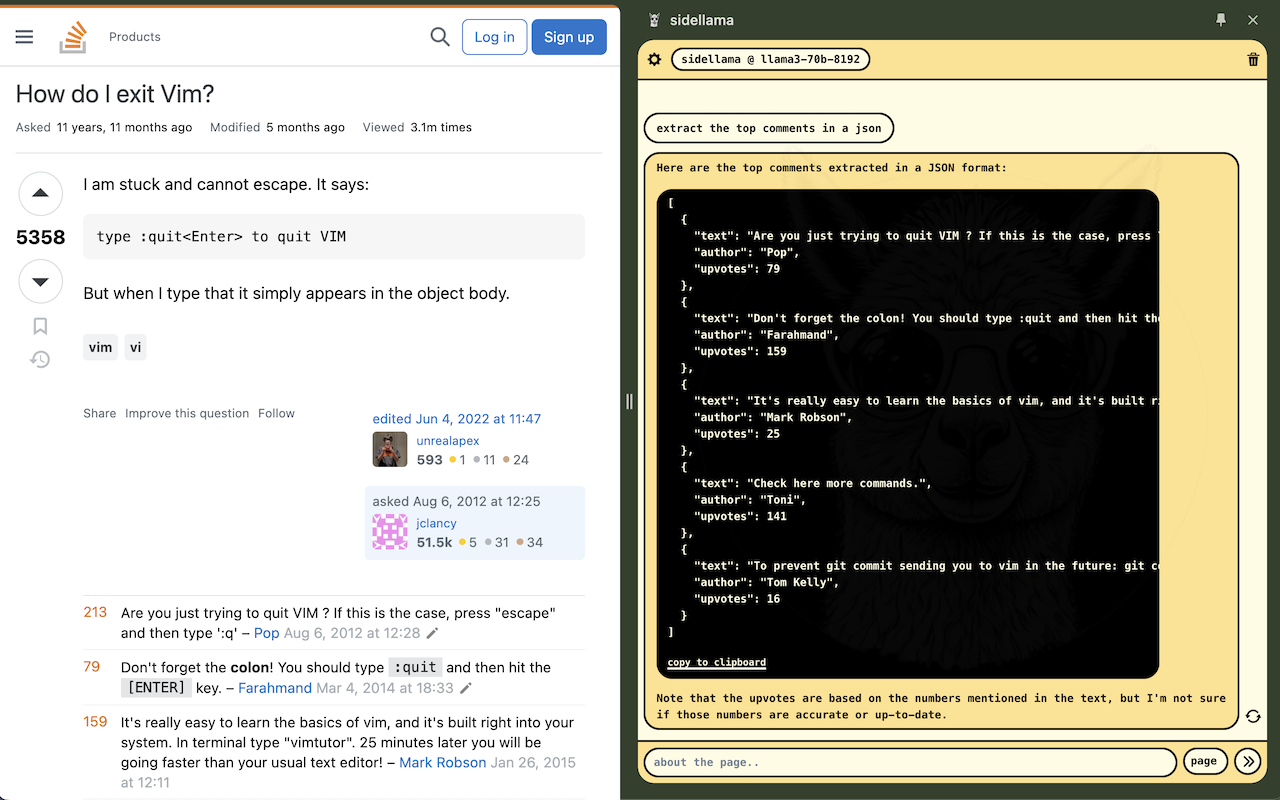 Products
Log in
Sign up
How do I exit Vim?
Asked 11 years, 11 months ago Modified 5 months ago Viewed 3.1m times
5358
I am stuck and cannot escape. It says:
type :quit<Enter> to quit VIM
But when I type that it simply appears in the object body.
vim vi
Share Improve this question Follow
edited Jun 4, 2022 at 11:47
unrealapex
593 1 11 24
asked Aug 6, 2012 at 12:25
jclancy
51.5k 5 31 34
213 Are you just trying to quit VIM ? If this is the case, press "escape"
and then type ':q' – Pop Aug 6, 2012 at 12:28
79 Don't forget the colon! You should type :quit and then hit the
[ENTER] key. – Farahmand Mar 4, 2014 at 18:33
159 It's really easy to learn the basics of vim, and it's built right into your
system. In terminal type "vimtutor". 25 minutes later you will be
going faster than your usual text editor! – Mark Robson Jan 26, 2015
at 12:11
sidellama
sidellama @ llama3-70b-8192
extract the top comments in a json
Here are the top comments extracted in a JSON format:
[
{
"text": "Are you just trying to quit VIM ? If this is the case, press
"author": "Pop",
"upvotes": 79
},
{
"text": "Don't forget the colon! You should type :quit and then hit the
"author": "Farahmand",
"upvotes": 159
},
{
"text": "It's really easy to learn the basics of vim, and it's built
"author": "Mark Robson",
"upvotes": 25
},
{
"text": "Check here more commands.",
"author": "Toni",
"upvotes": 141
},
{
"text": "To prevent git commit sending you to vim in the future: git
"author": "Tom Kelly",
"upvotes": 16
}
]
copy to clipboard
Note that the upvotes are based on the numbers mentioned in the text, but I'm not sure
if those numbers are accurate or up-to-date.
about the page..
page